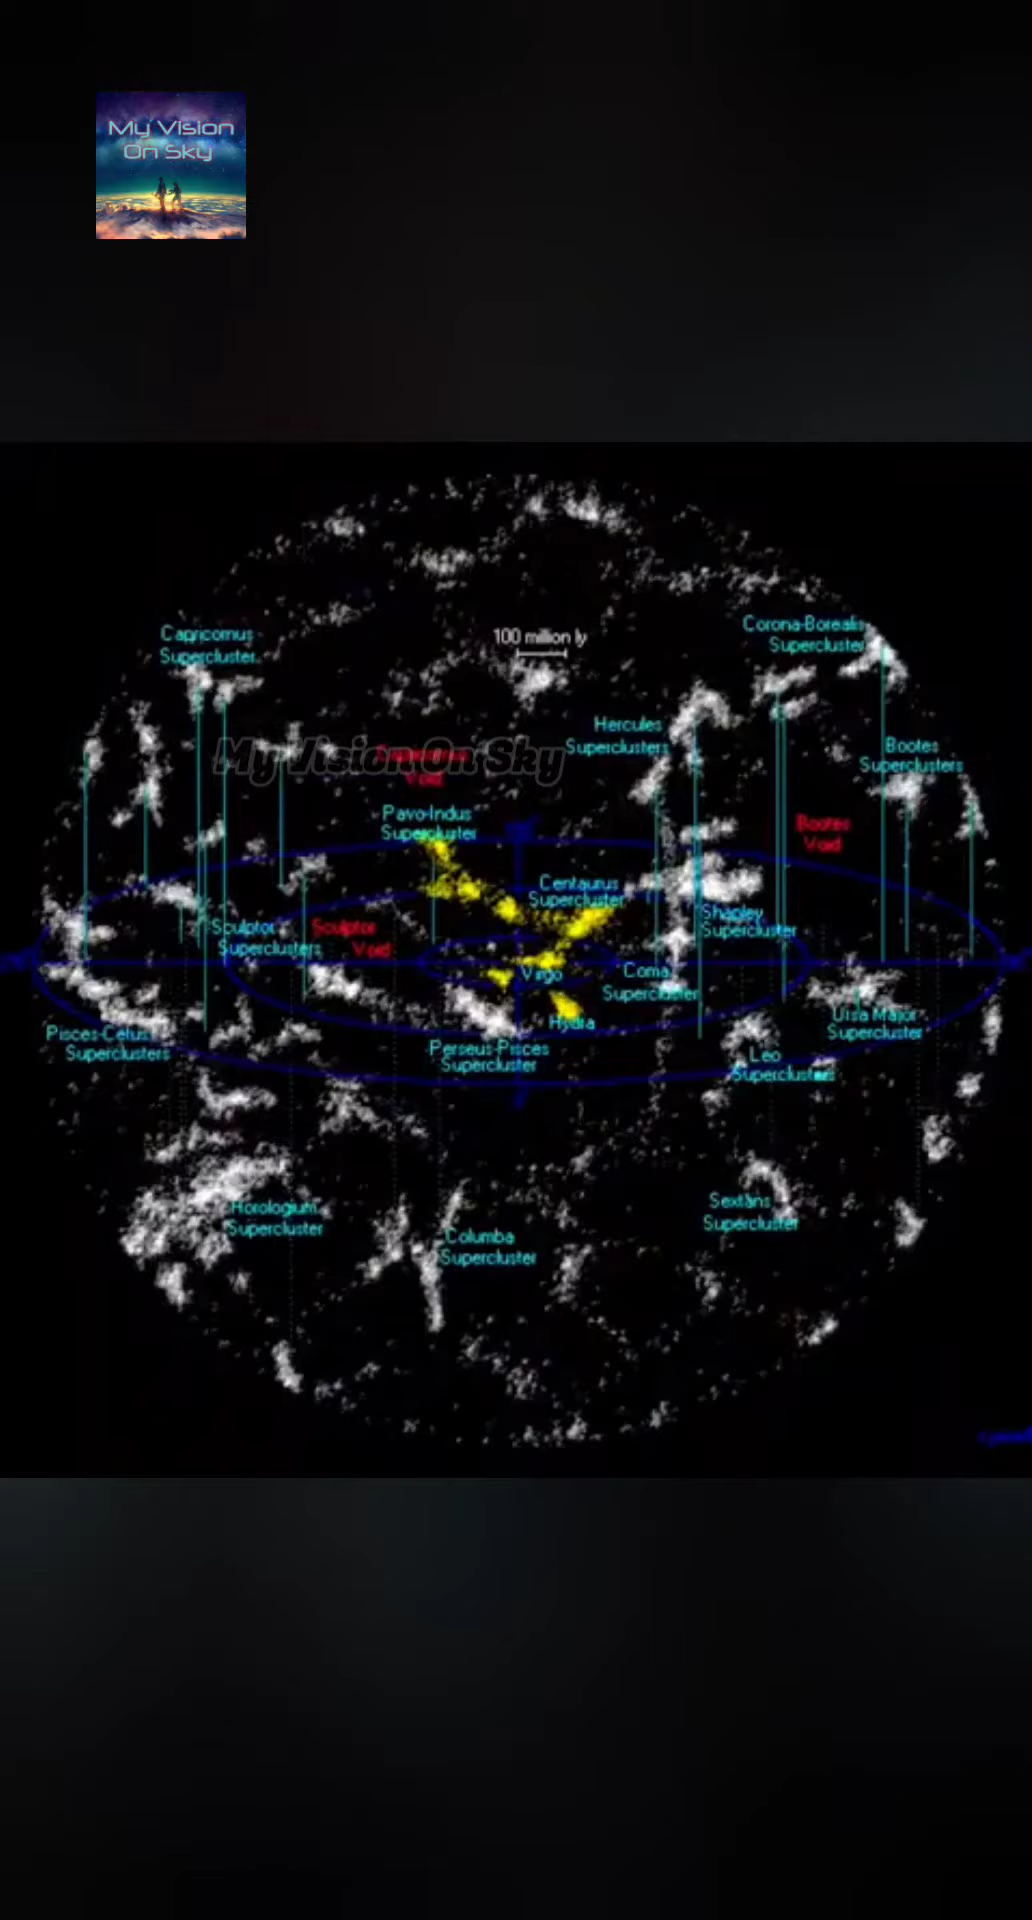 My Vision
On Sky
Capricornus
Supercluster
100 million ly
Corona-Borealis
Supercluster
Hercules
Superclusters
Bootes
Superclusters
My Vision On Sky
Void
Pavo-Indus
Supercluster
Bootes
Void
Centaurus
Supercluster
Shapley
Supercluster
Sculptor
Superclusters
Sculptor
Void
Virgo
Coma
Supercluster
Hydra
Ursa Major
Supercluster
Pisces-Cetus
Superclusters
Perseus-Pisces
Supercluster
Leo
Superclusters
Horologium
Supercluster
Columba
Supercluster
Sextans
Supercluster